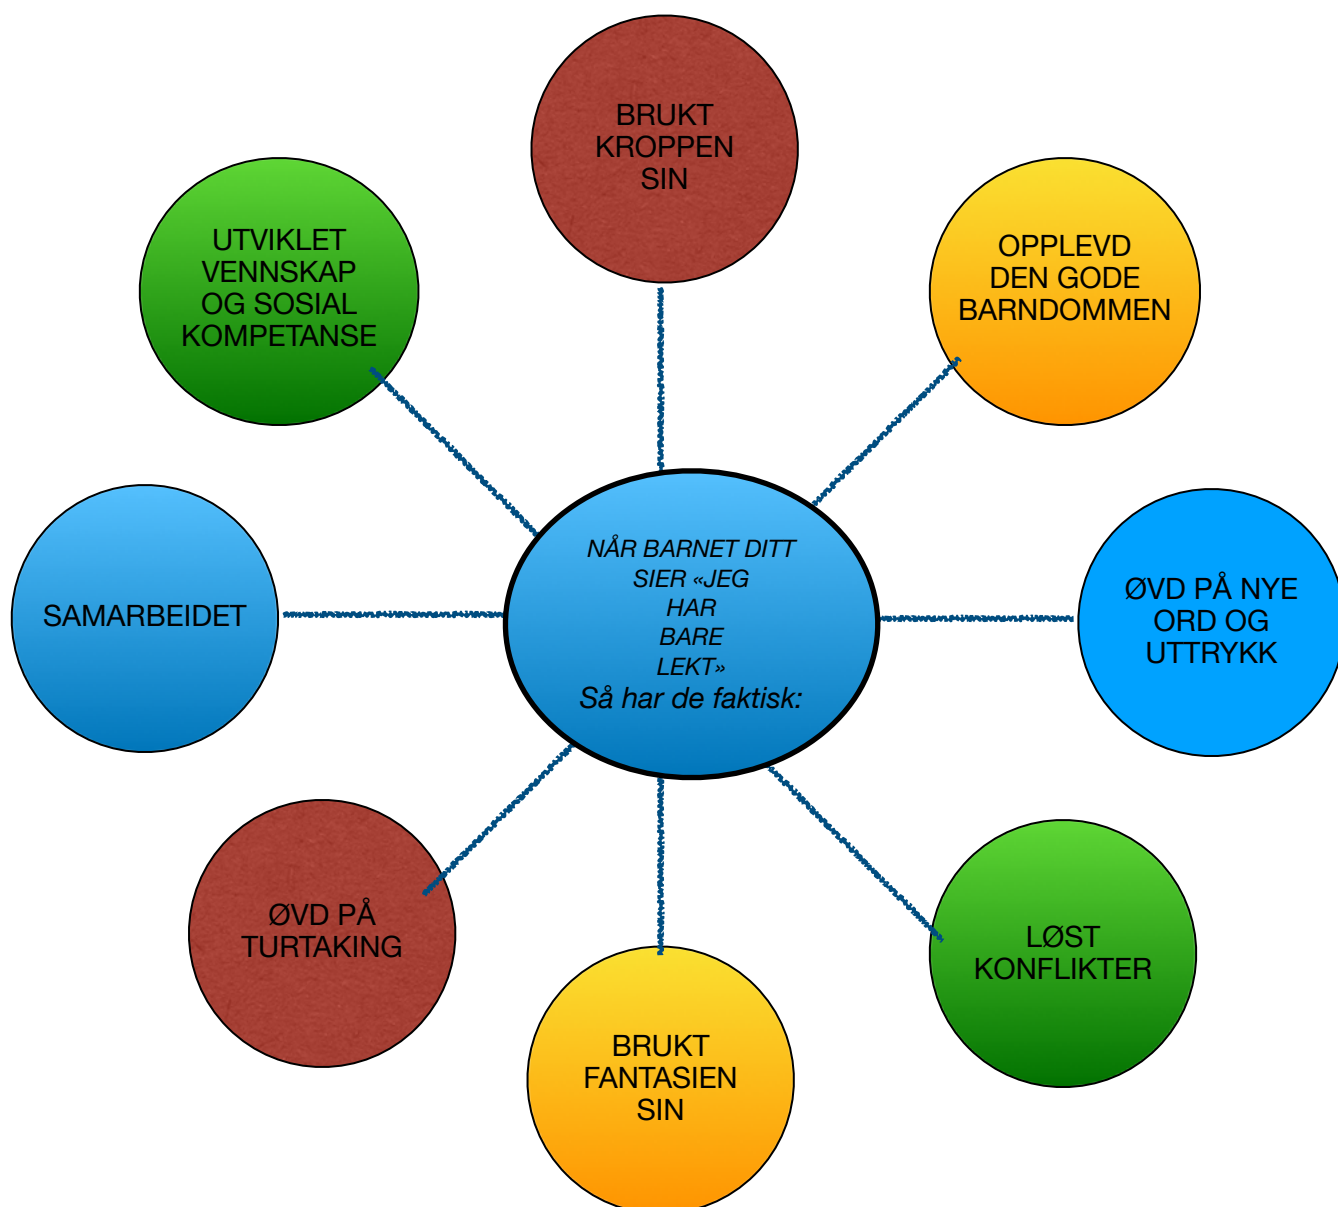 BRUKT
KROPPEN
SIN
OPPLEVD
DEN GODE
BARNDOMMEN
UTVIKLET
VENNSKAP
OG SOSIAL
KOMPETANSE
NÅR BARNET DITT
SIER «JEG
HAR
BARE
LEKT»
Så har de faktisk:
SAMARBEIDET
ØVD PÅ NYE
ORD OG
UTTRYKK
ØVD PÅ
TURTAKING
LØST
KONFLIKTER
BRUKT
FANTASIEN
SIN